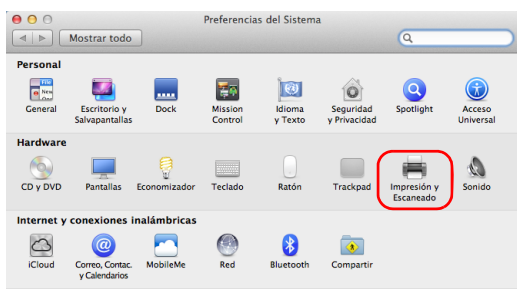 Preferencias del Sistema
Mostrar todo
Personal
General
Escritorio y
Salvapantallas
Dock
Mission
Control
Idioma
y Texto
Seguridad
y Privacidad
Spotlight
Acceso
Universal
Hardware
CD y DVD
Pantallas
Economizador
Teclado
Ratón
Trackpad
Impresión y
Escaneado
Sonido
Internet y conexiones inalámbricas
iCloud
Correo, Contac.
y Calendarios
MobileMe
Red
Bluetooth
Compartir